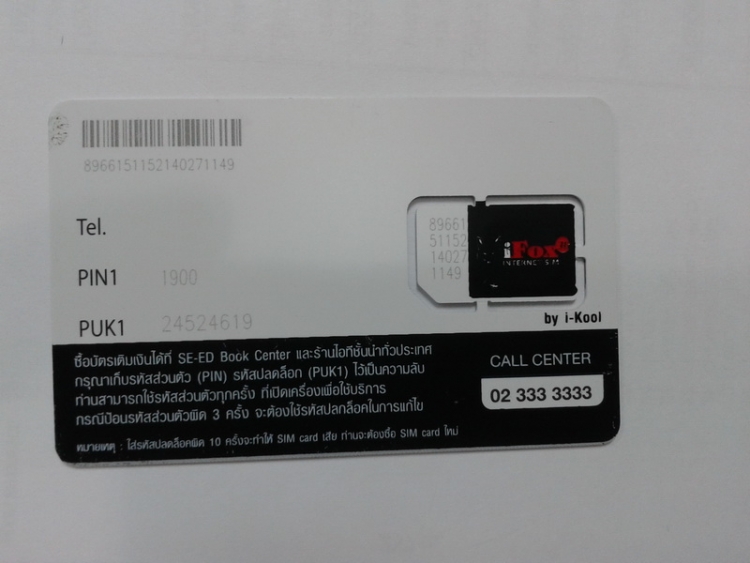 8966151152140271149
Tel.
PIN1 1900
PUK1 24524619
89661
51152
14027
1149
iFox
INTERNET SIM
by i-Kool
ซื้อบัตรเติมเงินได้ที่ SE-ED Book Center และร้านไอทีชั้นนำทั่วประเทศ
กรุณาเก็บรหัสส่วนตัว (PIN) รหัสปลดล็อก (PUK1) ไว้เป็นความลับ
ท่านสามารถใช้รหัสส่วนตัวทุกครั้ง ที่เปิดเครื่องเพื่อใช้บริการ
กรณีป้อนรหัสส่วนตัวผิด 3 ครั้ง จะต้องใช้รหัสปลกล็อคในการแก้ไข
หมายเหตุ : ใส่รหัสปลดล็อคผิด 10 ครั้งจะทำให้ SIM card เสีย ท่านจะต้องซื้อ SIM card ใหม่
CALL CENTER
02 333 3333